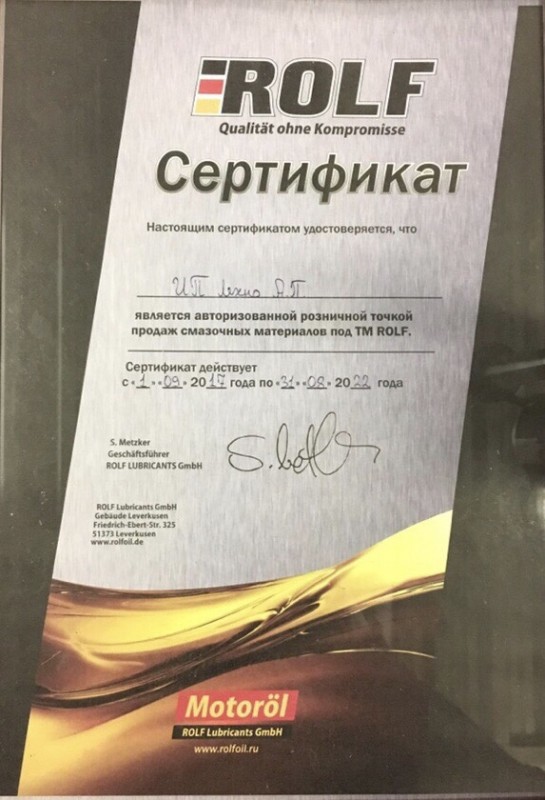 ROLF
Qualität ohne Kompromisse
Сертификат
Настоящим сертификатом удостоверяется, что
ИП Лехно А.П.
является авторизованной розничной точкой
продаж смазочных материалов под ТМ ROLF.
Сертификат действует
с «1» «09» 2017 года по «31» «08» 2022 года
S. Metzker
Geschäftsführer
ROLF LUBRICANTS GmbH
ROLF Lubricants GmbH
Gebäude Leverkusen
Friedrich-Ebert-Str. 325
51373 Leverkusen
www.rolfoil.de
Motoröl
ROLF Lubricants GmbH
www.rolfoil.ru